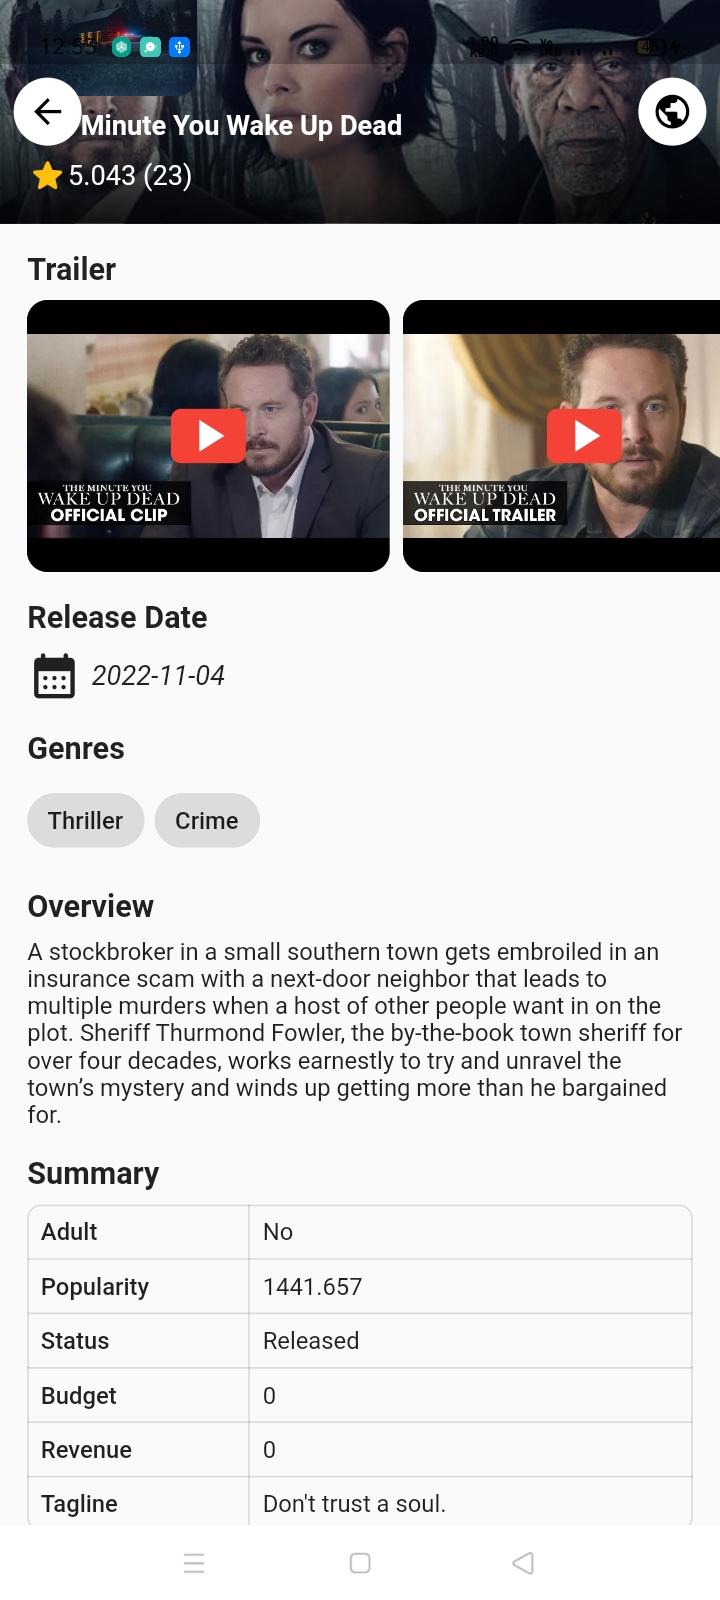 12:55
1.00
KB/S
Minute You Wake Up Dead
5.043 (23)
Trailer
THE MINUTE YOU
WAKE UP DEAD
OFFICIAL CLIP
THE MINUTE YOU
WAKE UP DEAD
OFFICIAL TRAILER
Release Date
2022-11-04
Genres
Thriller Crime
Overview
A stockbroker in a small southern town gets embroiled in an
insurance scam with a next-door neighbor that leads to
multiple murders when a host of other people want in on the
plot. Sheriff Thurmond Fowler, the by-the-book town sheriff for
over four decades, works earnestly to try and unravel the
town’s mystery and winds up getting more than he bargained
for.
Summary
Adult No
Popularity 1441.657
Status Released
Budget 0
Revenue 0
Tagline Don't trust a soul.